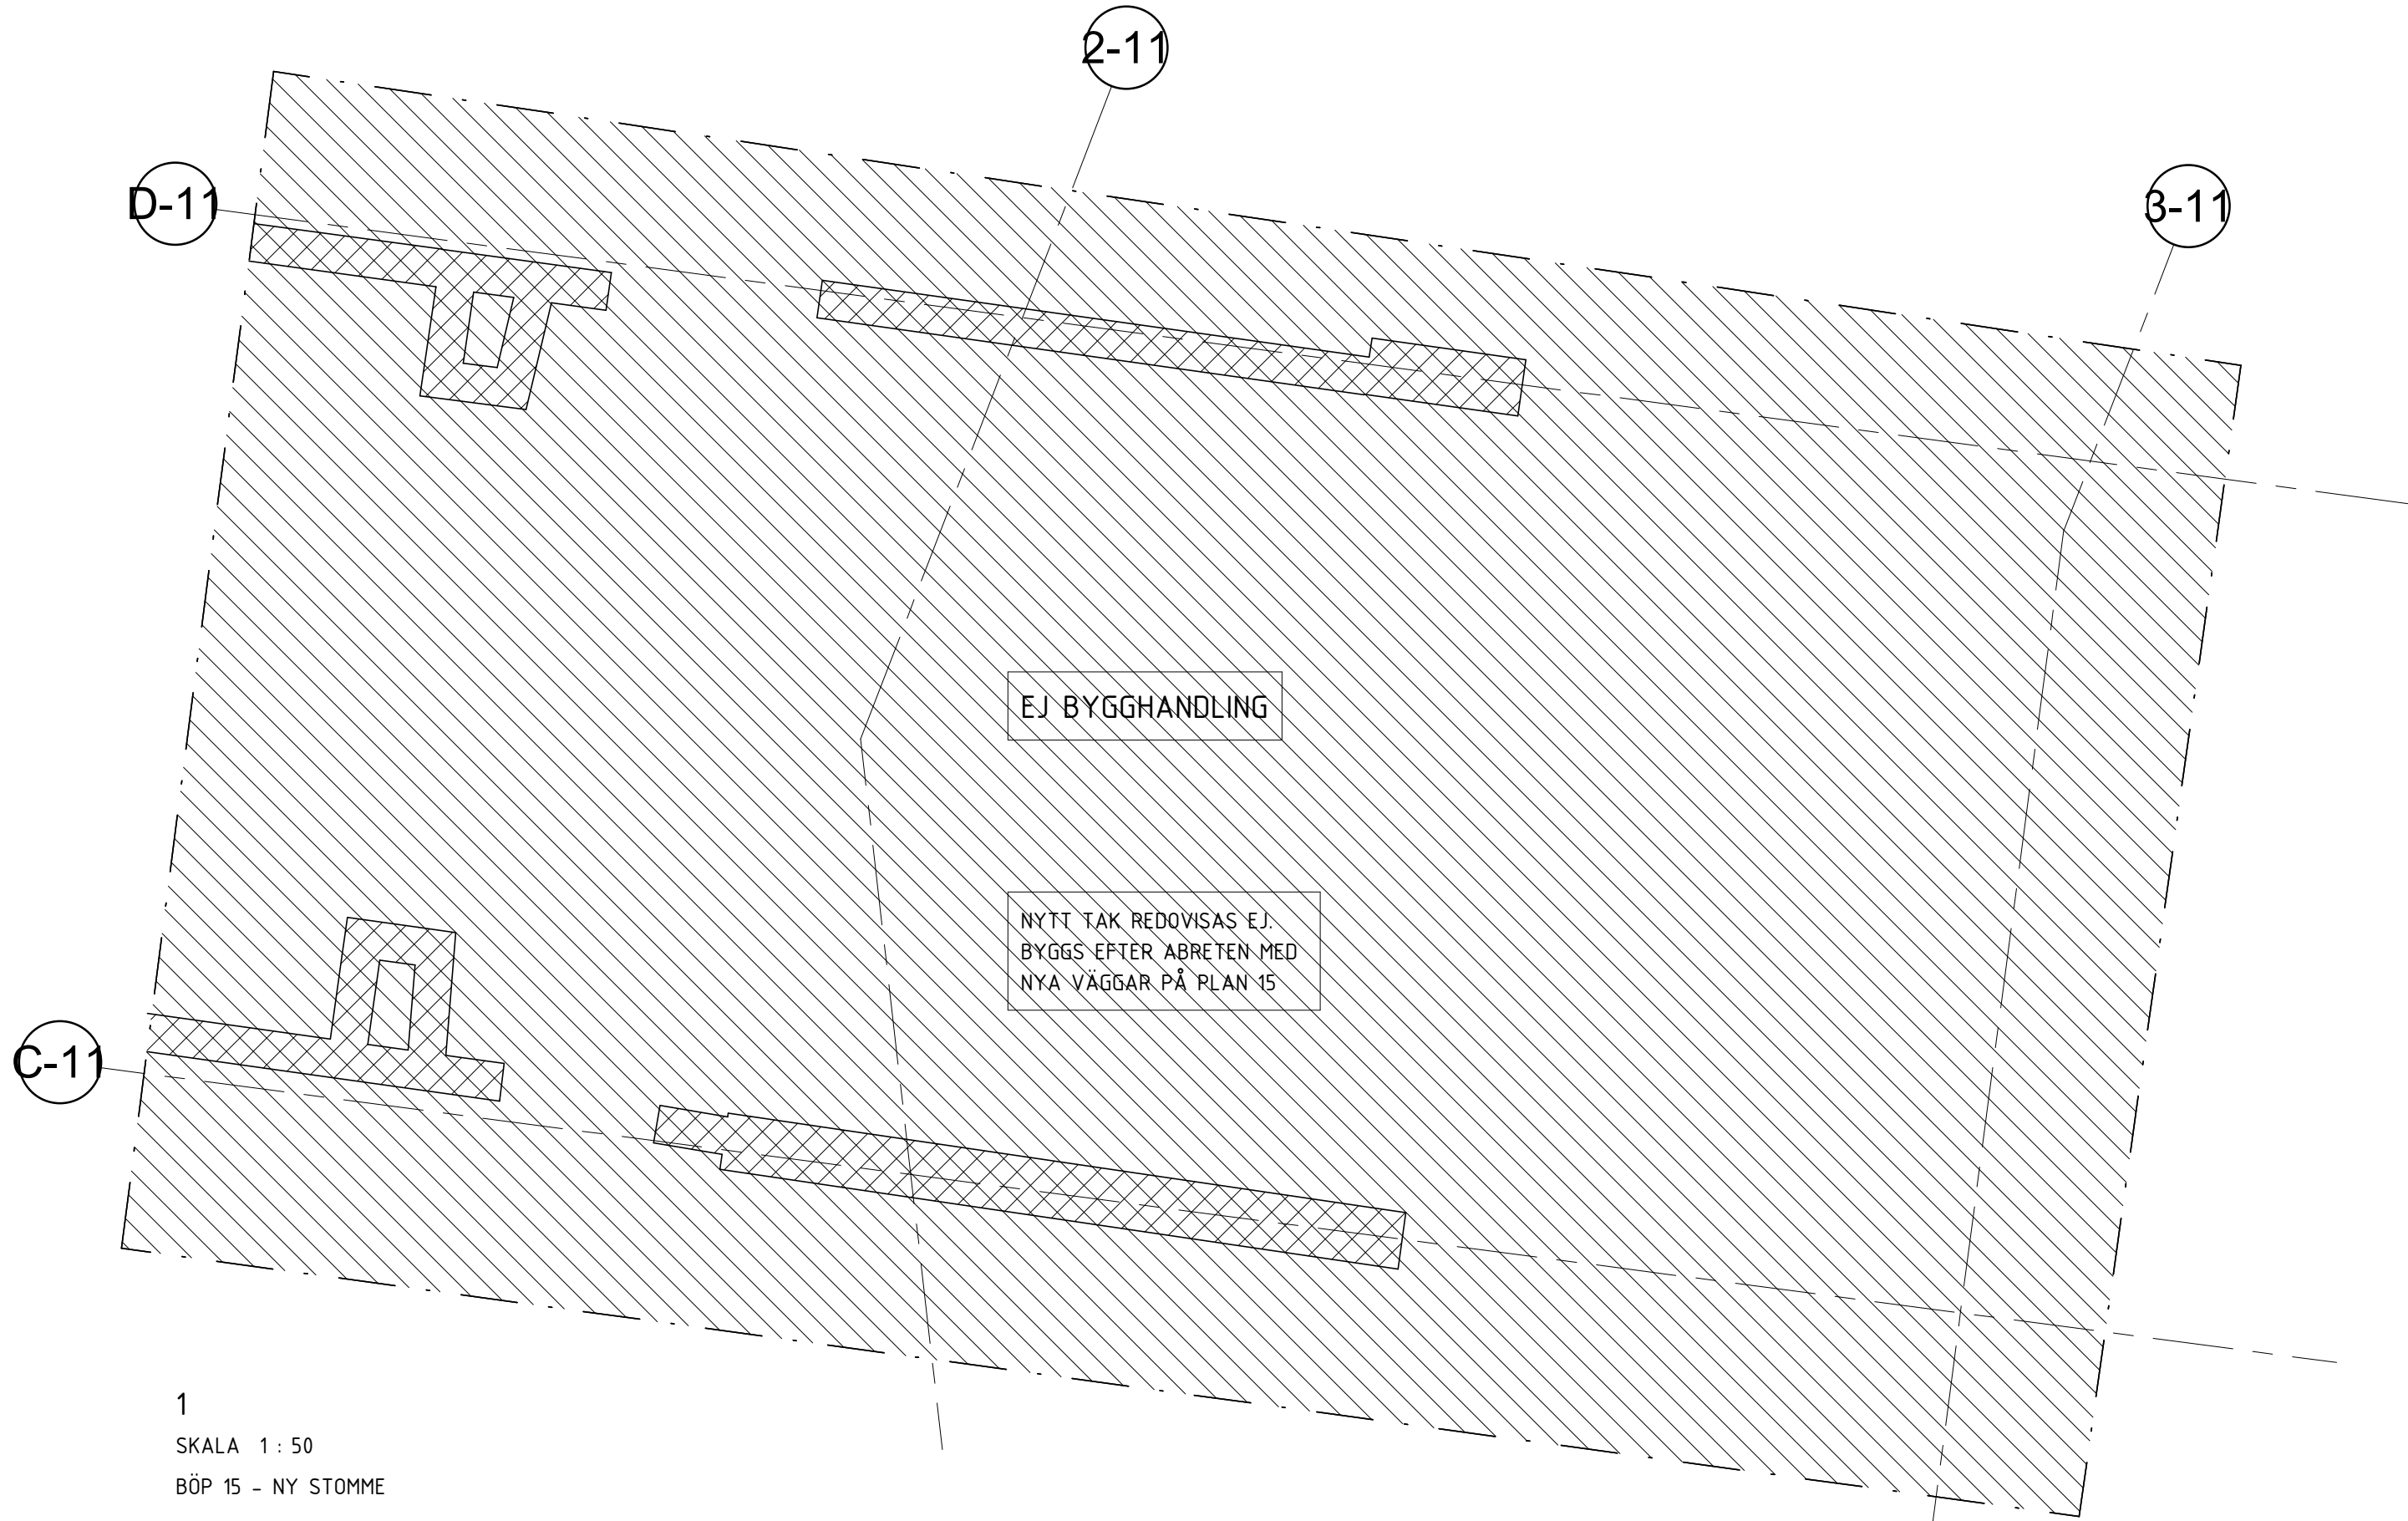 2-11
D-11
3-11
EJ BYGGHANDLING
NYTT TAK REDOVISAS EJ.
BYGGS EFTER ABRETEN MED
NYA VÄGGAR PÅ PLAN 15
C-11
1
SKALA 1 : 50
BÖP 15 - NY STOMME